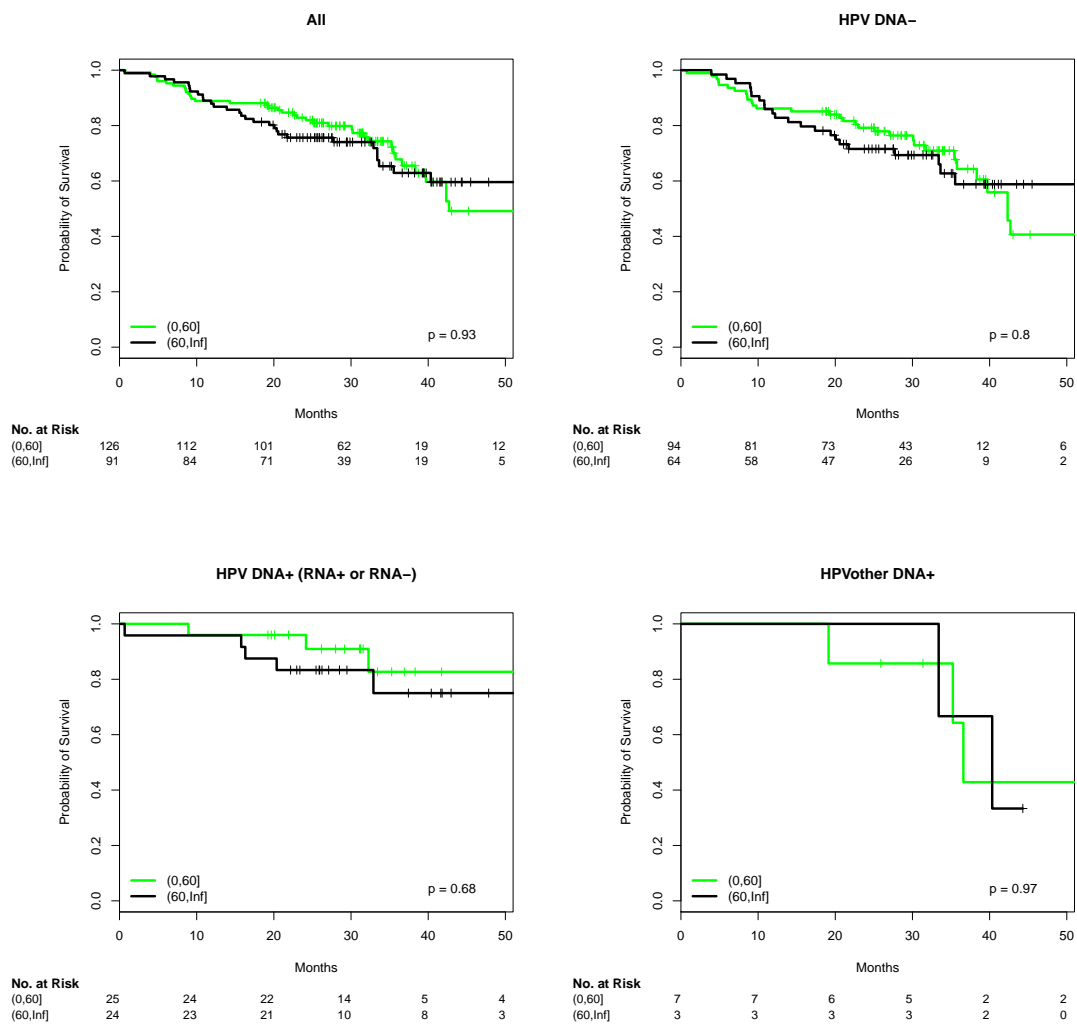 All
Probability of Survival
1.0
0.8
0.6
0.4
0.2
0.0
(0,60]
(60,Inf]
p = 0.93
0 10 20 30 40 50
Months
No. at Risk
(0,60] 126 112 101 62 19 12
(60,Inf] 91 84 71 39 19 5
HPV DNA−
Probability of Survival
1.0
0.8
0.6
0.4
0.2
0.0
(0,60]
(60,Inf]
p = 0.8
0 10 20 30 40 50
Months
No. at Risk
(0,60] 94 81 73 43 12 6
(60,Inf] 64 58 47 26 9 2
HPV DNA+ (RNA+ or RNA−)
Probability of Survival
1.0
0.8
0.6
0.4
0.2
0.0
(0,60]
(60,Inf]
p = 0.68
0 10 20 30 40 50
Months
No. at Risk
(0,60] 25 24 22 14 5 4
(60,Inf] 24 23 21 10 8 3
HPVother DNA+
Probability of Survival
1.0
0.8
0.6
0.4
0.2
0.0
(0,60]
(60,Inf]
p = 0.97
0 10 20 30 40 50
Months
No. at Risk
(0,60] 7 7 6 5 2 2
(60,Inf] 3 3 3 3 2 0